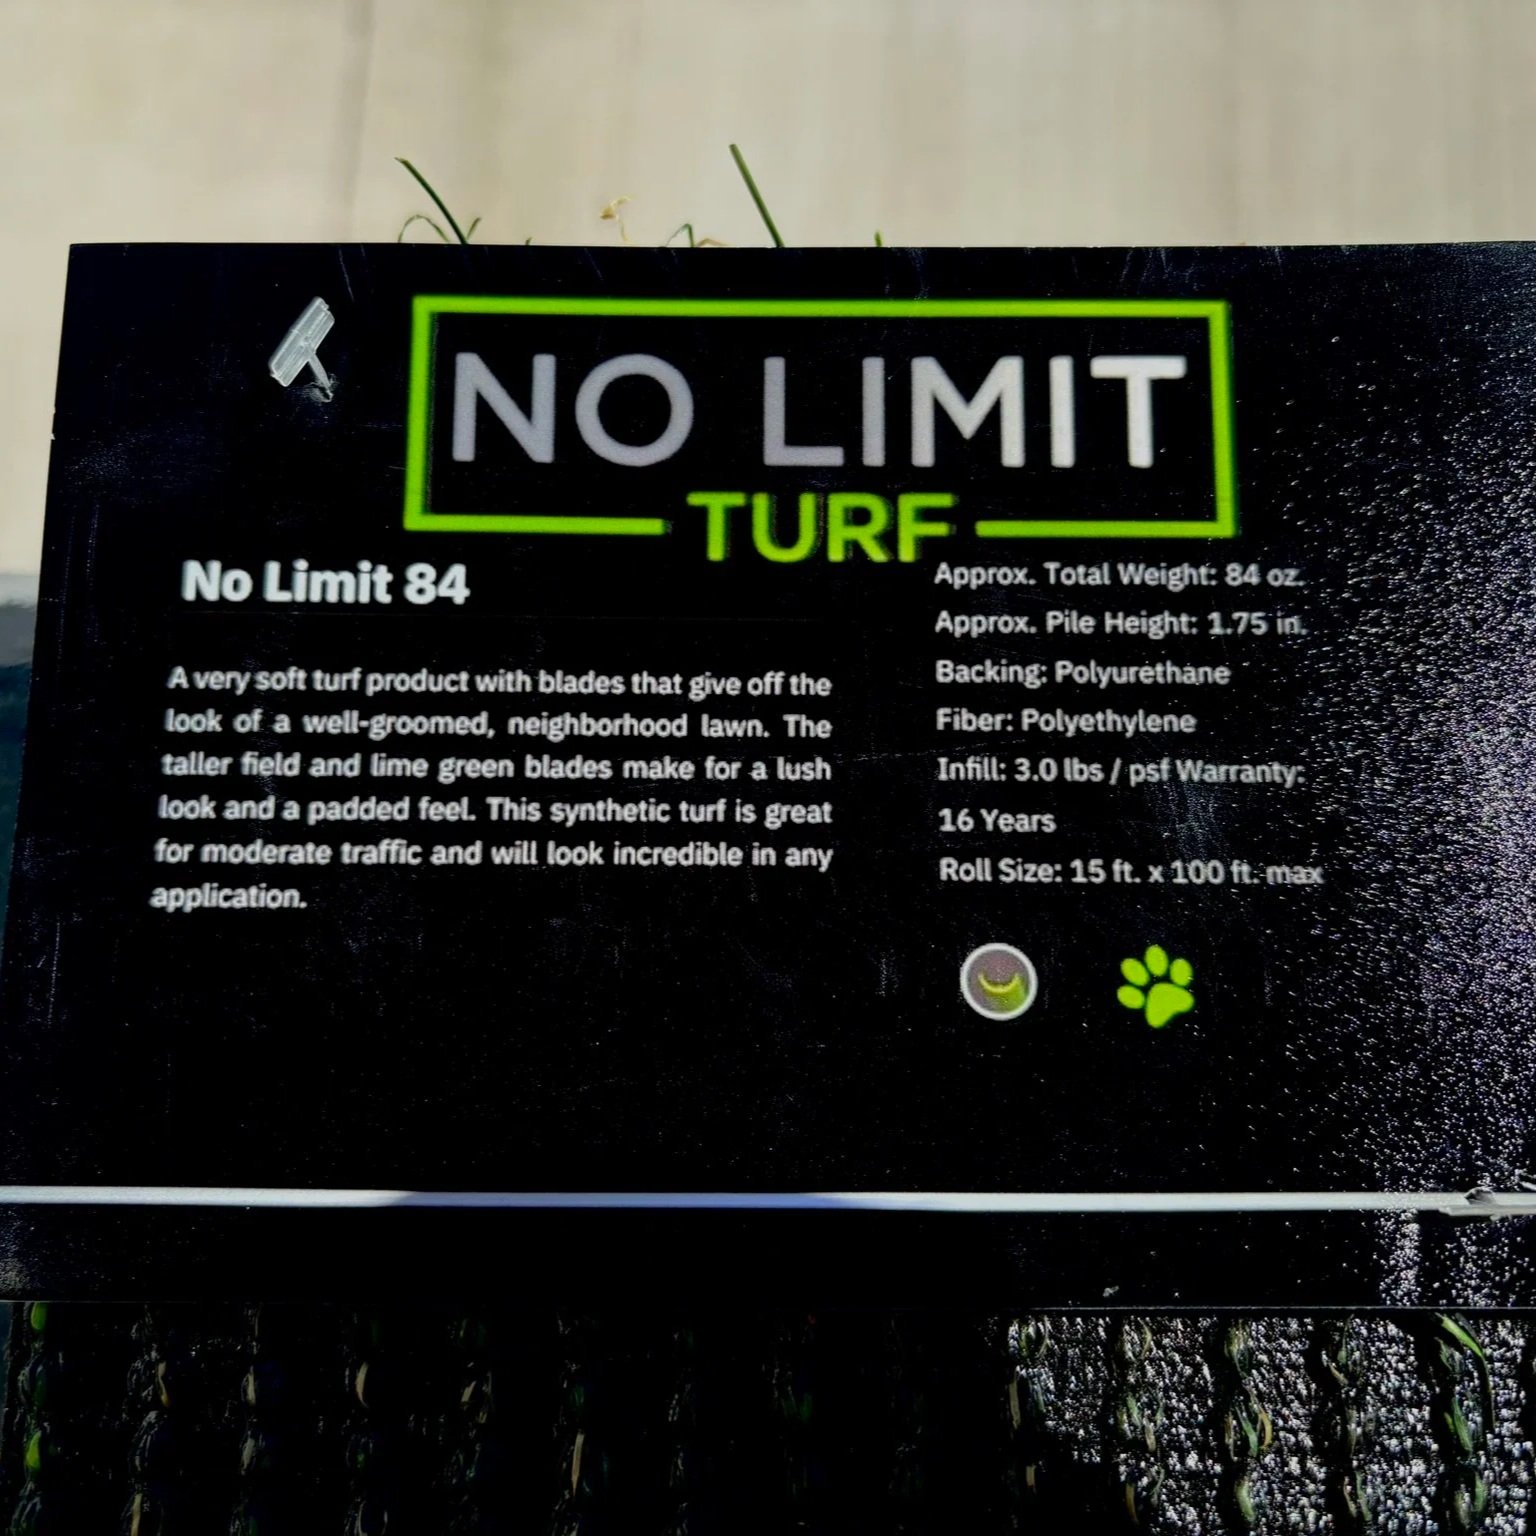 NO LIMIT
TURF
No Limit 84
A very soft turf product with blades that give off the
look of a well-groomed, neighborhood lawn. The
taller field and lime green blades make for a lush
look and a padded feel. This synthetic turf is great
for moderate traffic and will look incredible in any
application.
Approx. Total Weight: 84 oz.
Approx. Pile Height: 1.75 in.
Backing: Polyurethane
Fiber: Polyethylene
Infill: 3.0 lbs / psf Warranty:
16 Years
Roll Size: 15 ft. x 100 ft. max